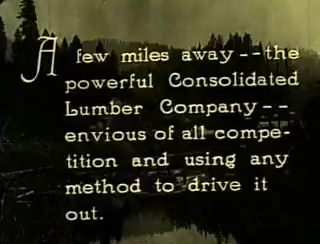 A few miles away--the
powerful Consolidated
Lumber Company--
envious of all compe-
tition and using any
method to drive it
out.